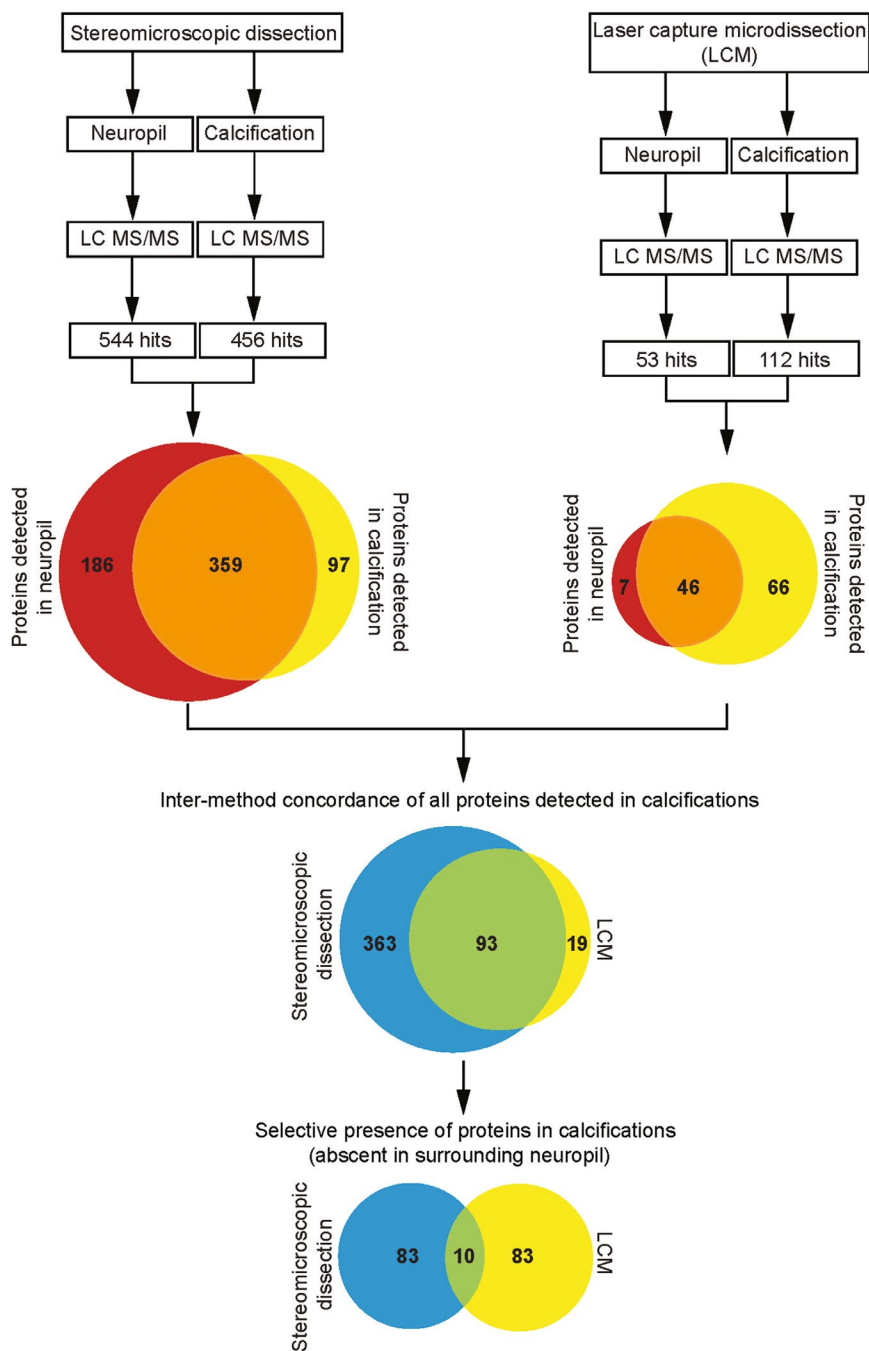 Stereomicroscopic dissection
Neuropil
Calcification
LC MS/MS
LC MS/MS
544 hits
456 hits
Laser capture microdissection
(LCM)
Neuropil
Calcification
LC MS/MS
LC MS/MS
53 hits
112 hits
Proteins detected
in neuropil
186
359
97
Proteins detected
in calcification
Proteins detected
in neuropil
7
46
66
Proteins detected
in calcification
Inter-method concordance of all proteins detected in calcifications
Stereomicroscopic
dissection
363
93
19
LCM
Selective presence of proteins in calcifications
(abscent in surrounding neuropil)
Stereomicroscopic
dissection
83
10
83
LCM